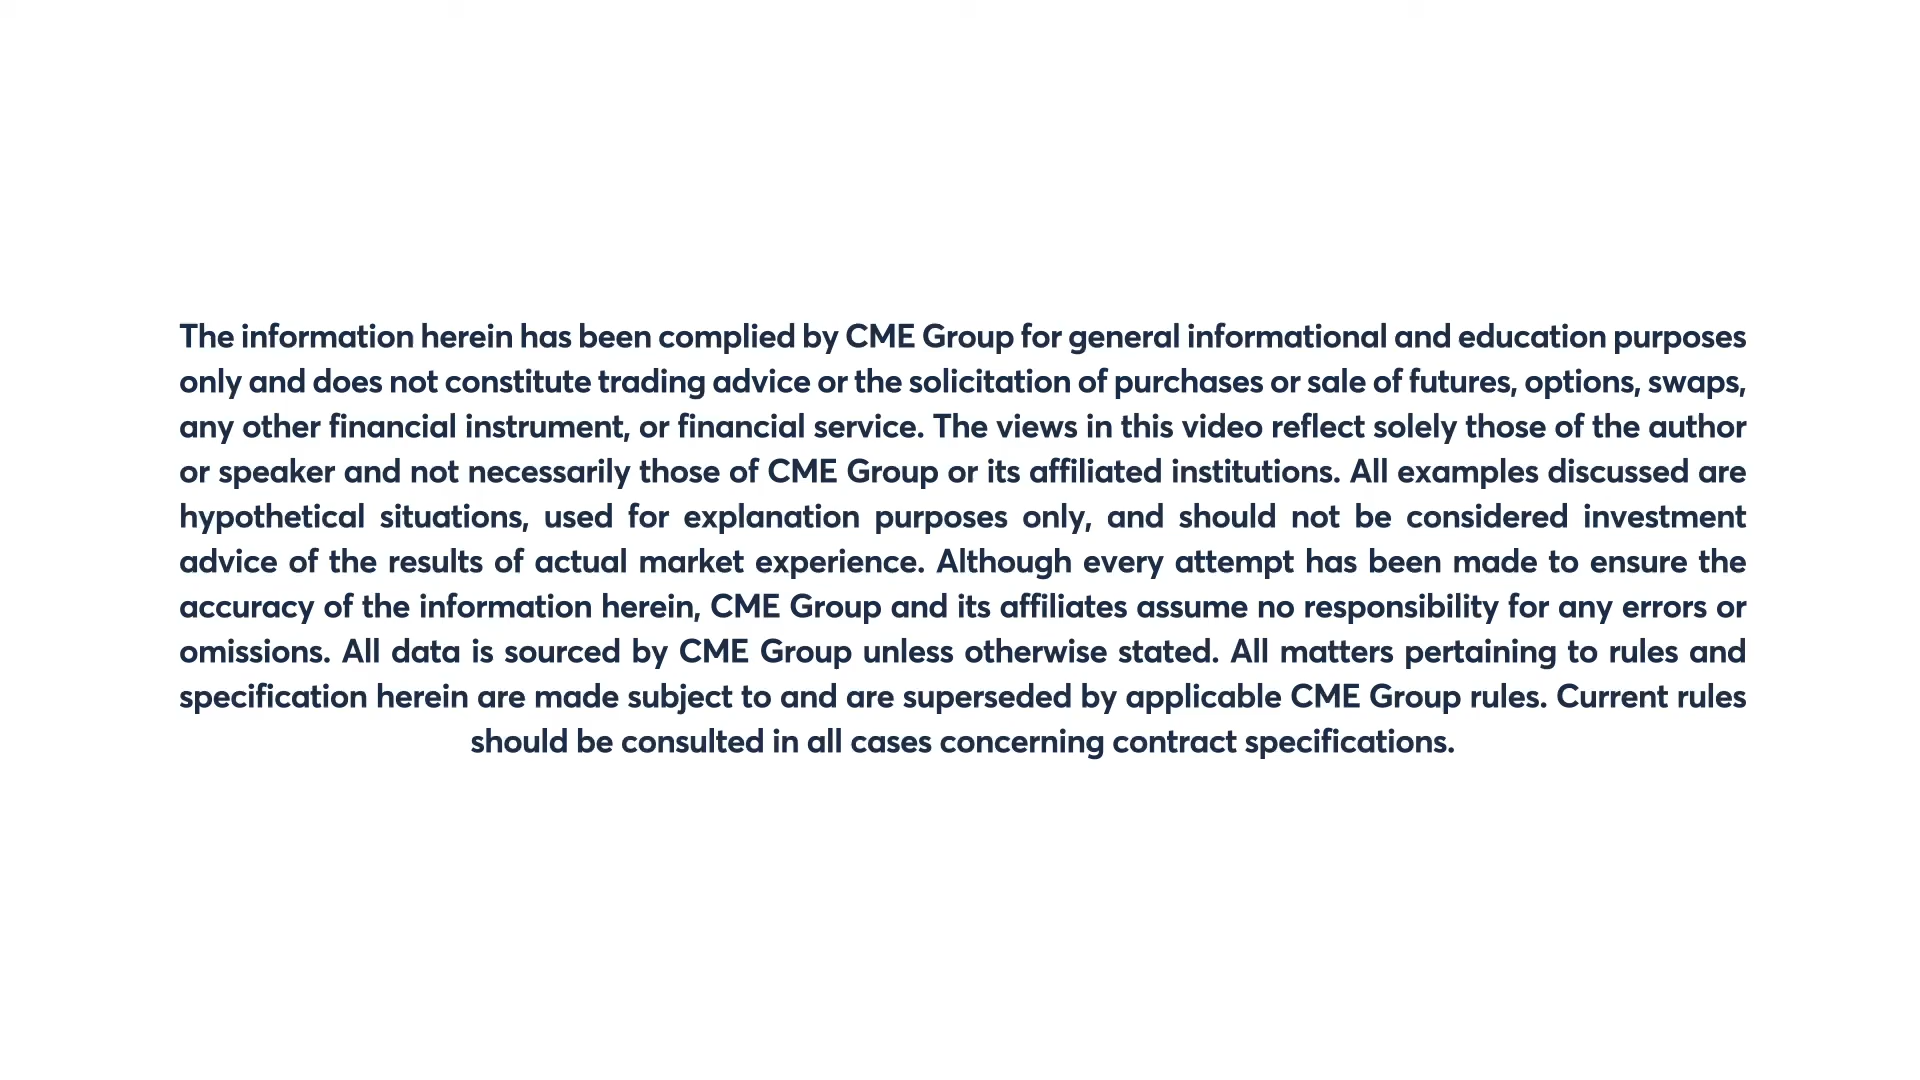 The information herein has been complied by CME Group for general informational and education purposes
only and does not constitute trading advice or the solicitation of purchases or sale of futures, options, swaps,
any other financial instrument, or financial service. The views in this video reflect solely those of the author
or speaker and not necessarily those of CME Group or its affiliated institutions. All examples discussed are
hypothetical situations, used for explanation purposes only, and should not be considered investment
advice of the results of actual market experience. Although every attempt has been made to ensure the
accuracy of the information herein, CME Group and its affiliates assume no responsibility for any errors or
omissions. All data is sourced by CME Group unless otherwise stated. All matters pertaining to rules and
specification herein are made subject to and are superseded by applicable CME Group rules. Current rules
should be consulted in all cases concerning contract specifications.